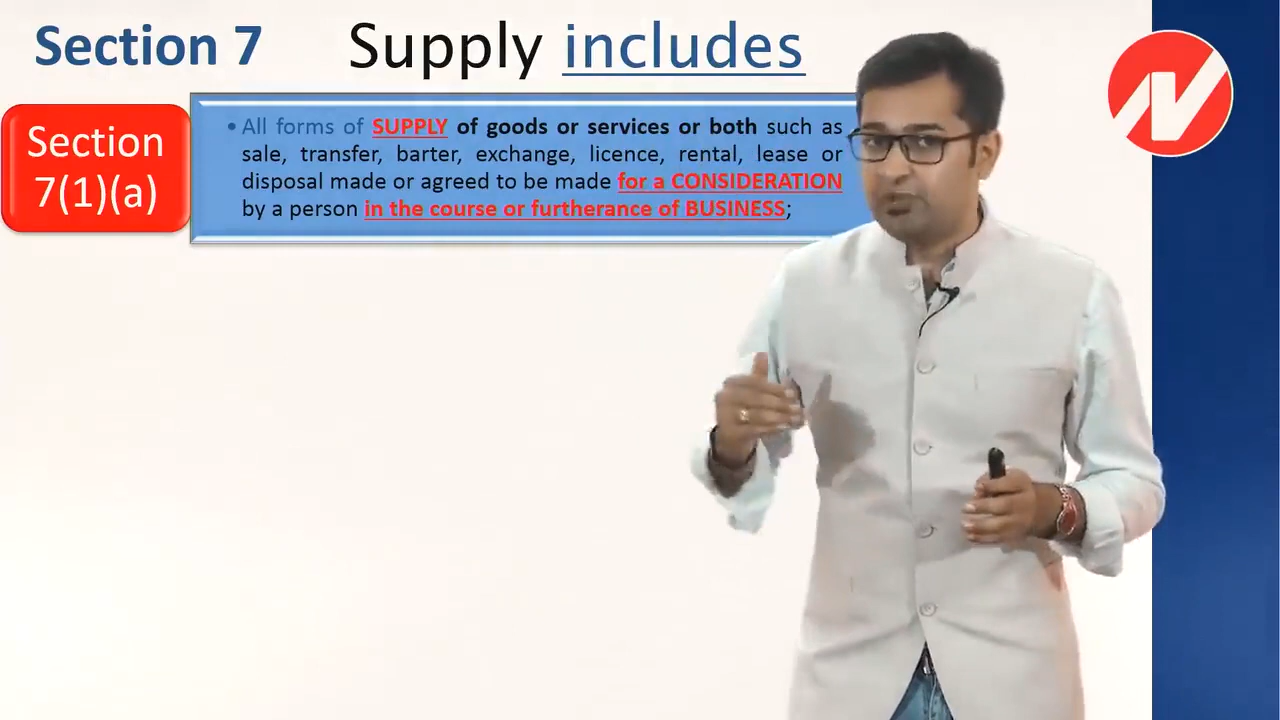 Section 7 Supply includes
Section
7(1)(a)
• All forms of SUPPLY of goods or services or both such as
sale, transfer, barter, exchange, licence, rental, lease or
disposal made or agreed to be made for a CONSIDERATION
by a person in the course or furtherance of BUSINESS;